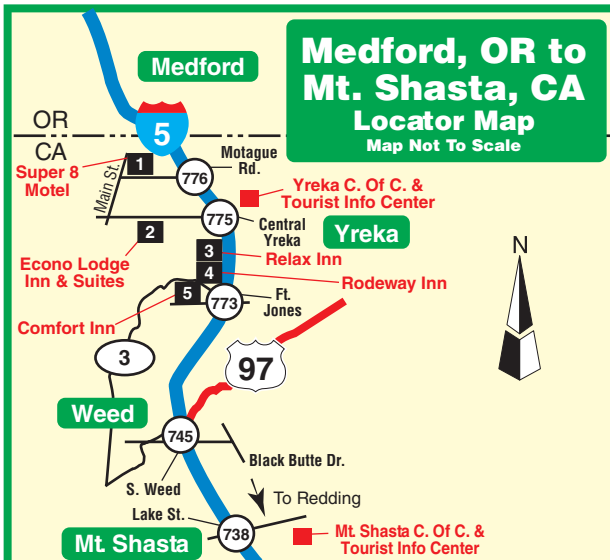 Medford, OR to
Mt. Shasta, CA
Locator Map
Map Not To Scale
Medford
OR
CA
5
Super 8
Motel
1
Main St.
Motague
Rd.
776
Yreka C. Of C. &
Tourist Info Center
775
Central
Yreka
Yreka
2
Econo Lodge
Inn & Suites
3
Relax Inn
4
Rodeway Inn
5
Comfort Inn
773
Ft.
Jones
N
3
97
Weed
745
S. Weed
Black Butte Dr.
To Redding
Lake St.
738
Mt. Shasta
Mt. Shasta C. Of C. &
Tourist Info Center